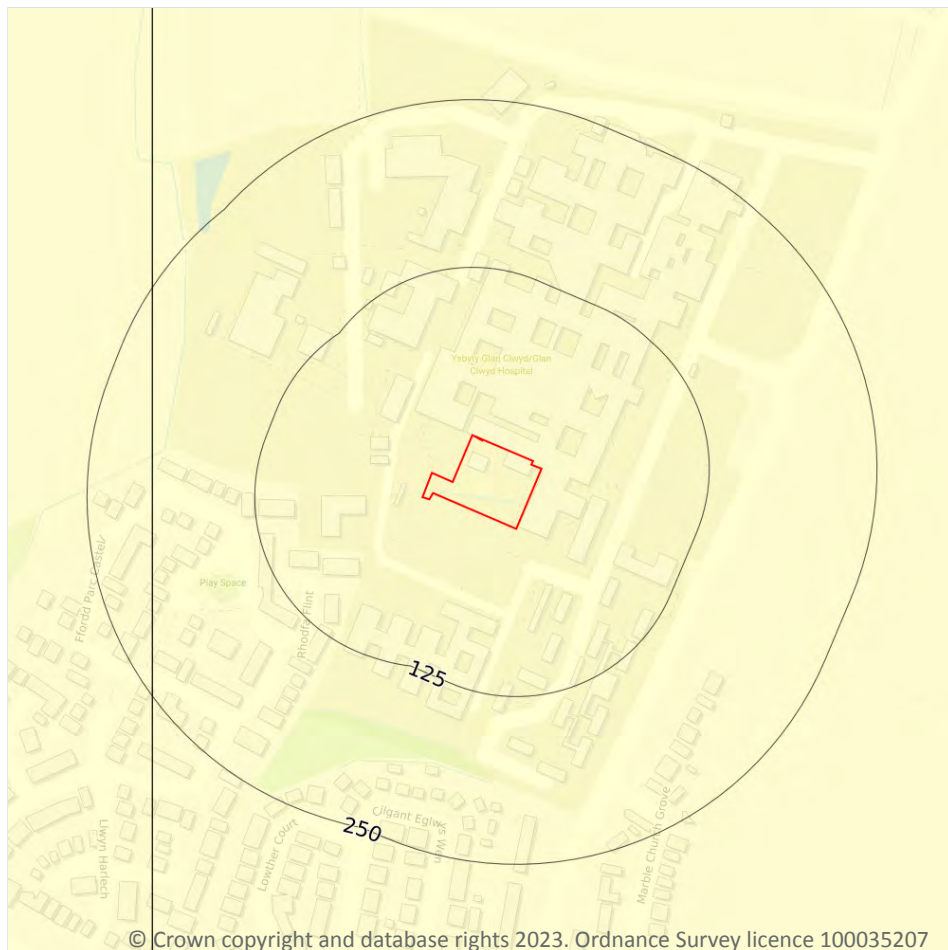 Ysbyty Glan Clwyd/Glan
Clwyd Hospital
Ffordd Parc Castell
Play Space
Rhodfa Flint
125
250
Cilgant Eglwys Wen
Lowther Court
Llwyn Harlech
Marble Church Grove
© Crown copyright and database rights 2023. Ordnance Survey licence 100035207